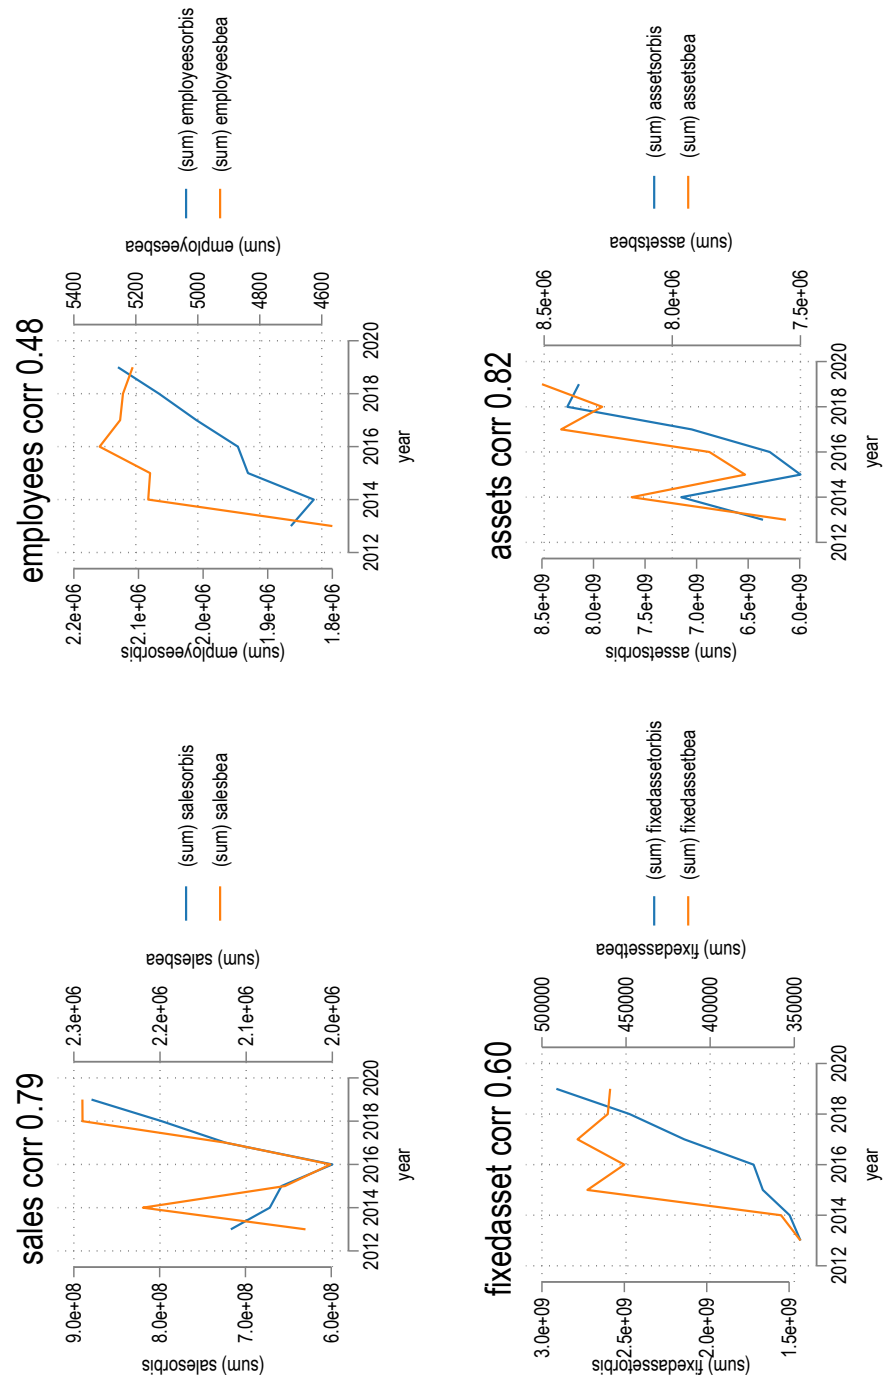 sales corr 0.79
(sum) salesorbis
9.0e+08
8.0e+08
7.0e+08
6.0e+08
(sum) salesbea
2.3e+06
2.2e+06
2.1e+06
2.0e+06
2012 2014 2016 2018 2020
year
(sum) salesorbis
(sum) salesbea
employees corr 0.48
(sum) employeesorbis
2.2e+06
2.1e+06
2.0e+06
1.9e+06
1.8e+06
(sum) employeesbea
5400
5200
5000
4800
4600
2012 2014 2016 2018 2020
year
(sum) employeesorbis
(sum) employeesbea
fixedasset corr 0.60
(sum) fixedassetorbis
3.0e+09
2.5e+09
2.0e+09
1.5e+09
(sum) fixedassetbea
500000
450000
400000
350000
2012 2014 2016 2018 2020
year
(sum) fixedassetorbis
(sum) fixedassetbea
assets corr 0.82
(sum) assetsorbis
8.5e+09
8.0e+09
7.5e+09
7.0e+09
6.5e+09
6.0e+09
(sum) assetsbea
8.5e+06
8.0e+06
7.5e+06
2012 2014 2016 2018 2020
year
(sum) assetsorbis
(sum) assetsbea